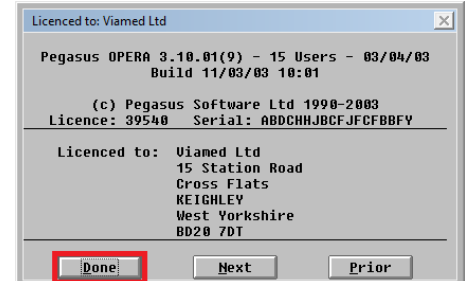 Licenced to: Viamed Ltd
Pegasus OPERA 3.10.01(9) - 15 Users - 03/04/03
Build 11/03/03 10:01
(c) Pegasus Software Ltd 1990-2003
Licence: 39540 Serial: ABDCHHJBCFJFCFBBFY
Licenced to: Viamed Ltd
15 Station Road
Cross Flats
KEIGHLEY
West Yorkshire
BD20 7DT
Done Next Prior